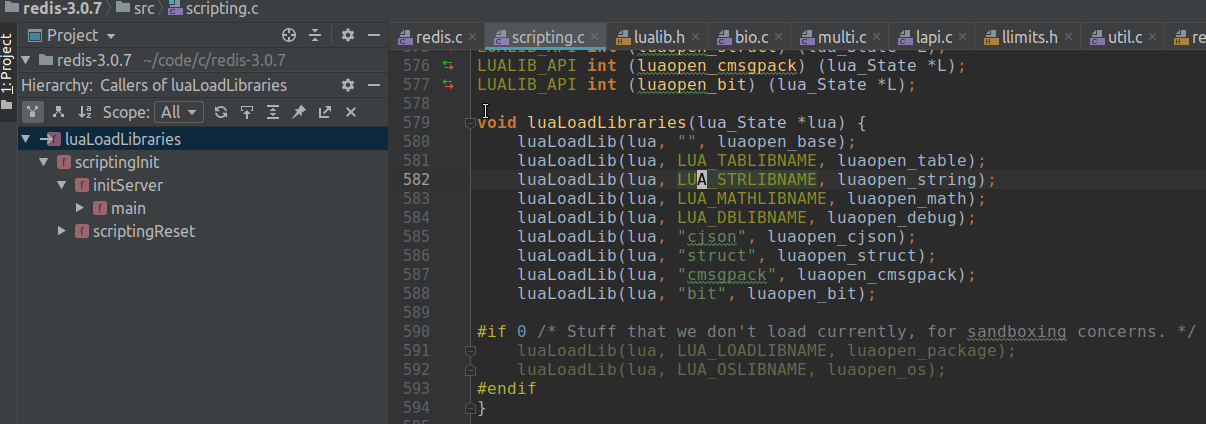 redis-3.0.7 src scripting.c
1: Project
Project
redis-3.0.7 ~/code/c/redis-3.0.7
Hierarchy: Callers of luaLoadLibraries
Scope: All
luaLoadLibraries
scriptingInit
initServer
main
scriptingReset
redis.c scripting.c lualib.h bio.c multi.c lapi.c llimits.h util.c re
576 LUALIB_API int (luaopen_cmsgpack) (lua_State *L);
577 LUALIB_API int (luaopen_bit) (lua_State *L);
578
579 void luaLoadLibraries(lua_State *lua) {
580 luaLoadLib(lua, "", luaopen_base);
581 luaLoadLib(lua, LUA_TABLIBNAME, luaopen_table);
582 luaLoadLib(lua, LUA_STRLIBNAME, luaopen_string);
583 luaLoadLib(lua, LUA_MATHLIBNAME, luaopen_math);
584 luaLoadLib(lua, LUA_DBLIBNAME, luaopen_debug);
585 luaLoadLib(lua, "cjson", luaopen_cjson);
586 luaLoadLib(lua, "struct", luaopen_struct);
587 luaLoadLib(lua, "cmsgpack", luaopen_cmsgpack);
588 luaLoadLib(lua, "bit", luaopen_bit);
589
590 #if 0 /* Stuff that we don't load currently, for sandboxing concerns. */
591 luaLoadLib(lua, LUA_LOADLIBNAME, luaopen_package);
592 luaLoadLib(lua, LUA_OSLIBNAME, luaopen_os);
593 #endif
594 }